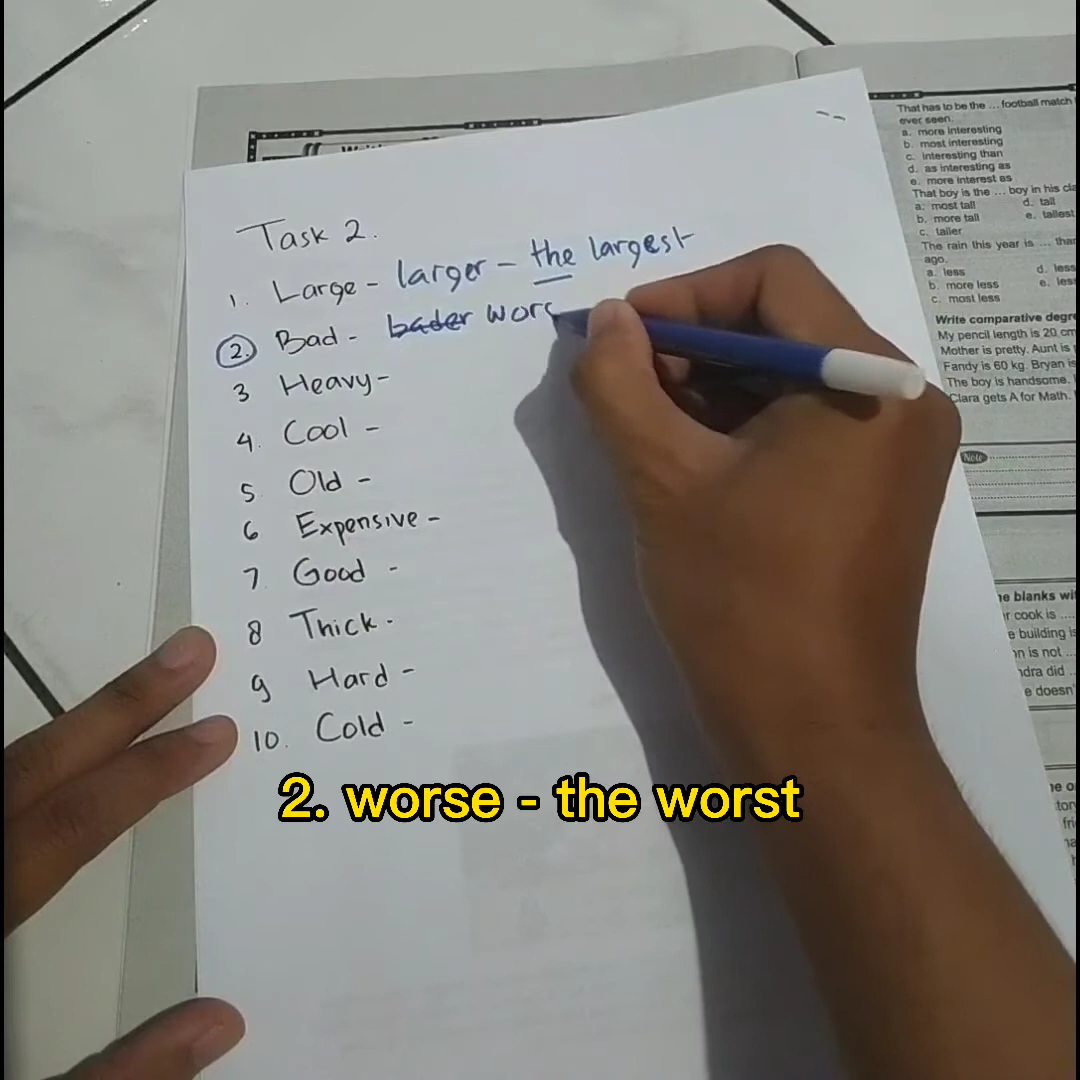 Task 2.
1. Large - larger - the largest
2. Bad - bader wors
3 Heavy -
4. Cool -
5 Old -
6 Expensive -
7. Good -
8 Thick -
9 Hard -
10. Cold -
2. worse - the worst
That has to be the ... football match
ever seen.
a. more interesting
b. most interesting
c. interesting than
d. as interesting as
e. more interest as
That boy is the ... boy in his cla
a. most tall d. tall
b. more tall e. tallest
c. taller
The rain this year is ... than
ago.
a. less d. less
b. more less e. less
c. most less
Write comparative degre
My pencil length is 20 cm
Mother is pretty. Aunt is
Fandy is 60 kg. Bryan is
The boy is handsome.
Clara gets A for Math.
Note
e blanks wi
r cook is ....
e building is
on is not ...
ndra did ..
e doesn'